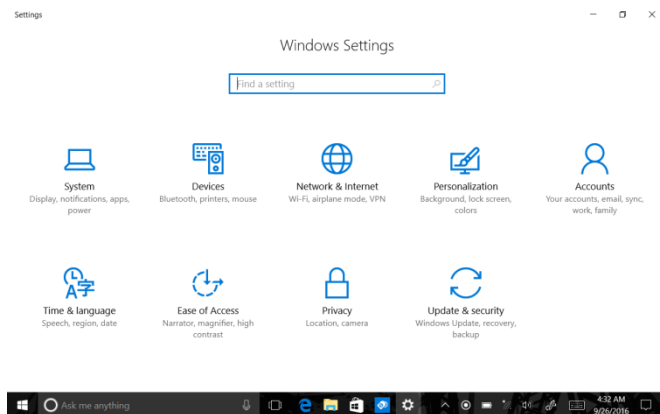 Settings
Windows Settings
Find a setting
System
Display, notifications, apps,
power
Devices
Bluetooth, printers, mouse
Network & Internet
Wi-Fi, airplane mode, VPN
Personalization
Background, lock screen,
colors
Accounts
Your accounts, email, sync,
work, family
A字
Time & language
Speech, region, date
Ease of Access
Narrator, magnifier, high
contrast
Privacy
Location, camera
Update & security
Windows Update, recovery,
backup
Ask me anything
4:32 AM
9/26/2016